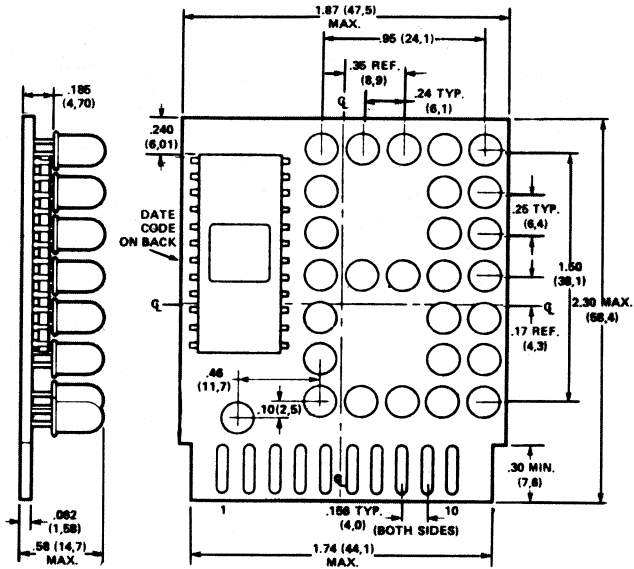 1.87 (47,5)
MAX.
.95 (24,1)
.35 REF.
(8,9)
.24 TYP.
(6,1)
.185
(4,70)
.240
(6,01)
DATE
CODE
ON BACK
.25 TYP.
(6,4)
1.50
(38,1)
2.30 MAX.
(58,4)
.17 REF.
(4,3)
.46
(11,7)
.10(2,5)
.30 MIN.
(7,6)
1
.156 TYP.
(4,0)
10
(BOTH SIDES)
.062
(1,58)
.58 (14,7)
MAX.
1.74 (44,1)
MAX.